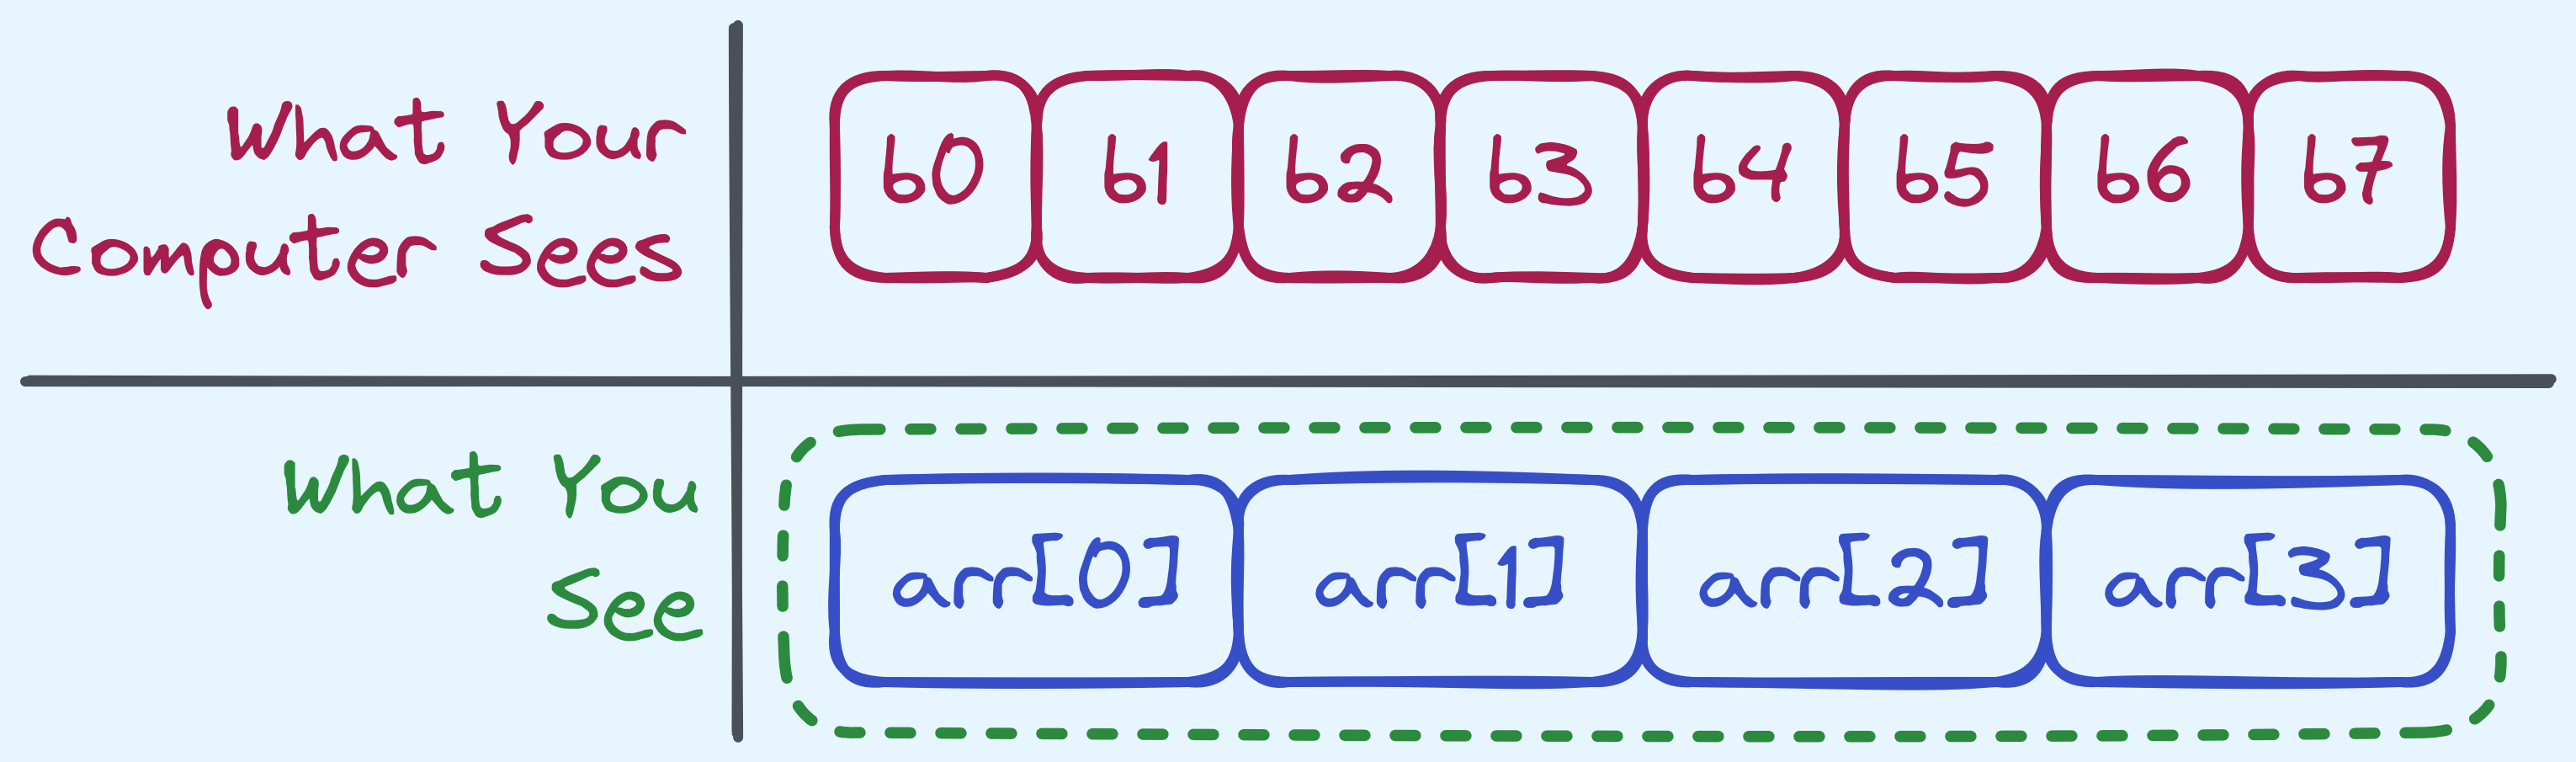 What Your
Computer Sees
b0 b1 b2 b3 b4 b5 b6 b7
What You
See
arr[0] arr[1] arr[2] arr[3]